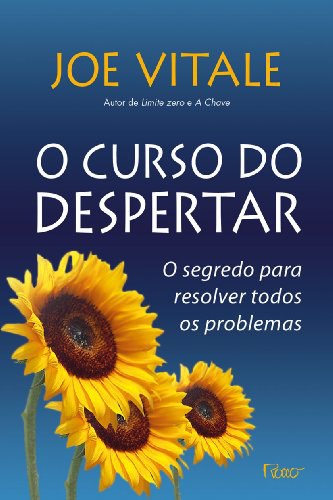 JOE VITALE
Autor de Limite zero e A Chave
O CURSO DO
DESPERTAR
O segredo para
resolver todos
os problemas
Rocco